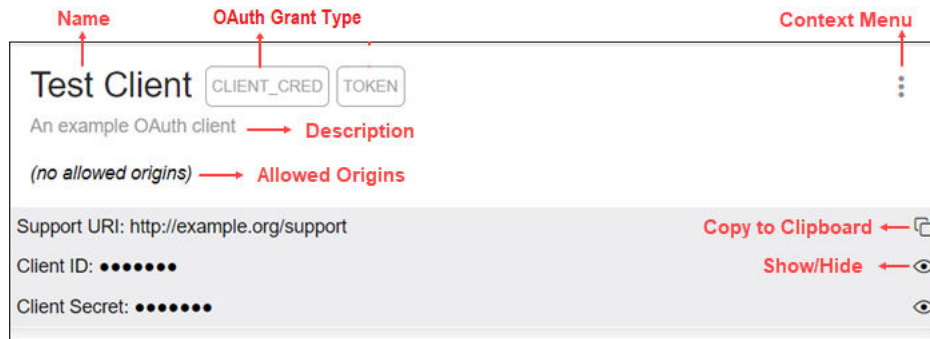 Name OAuth Grant Type Context Menu
Test Client CLIENT_CRED TOKEN
An example OAuth client Description
(no allowed origins) Allowed Origins
Support URI: http://example.org/support Copy to Clipboard
Client ID: ●●●●●●● Show/Hide
Client Secret: ●●●●●●●